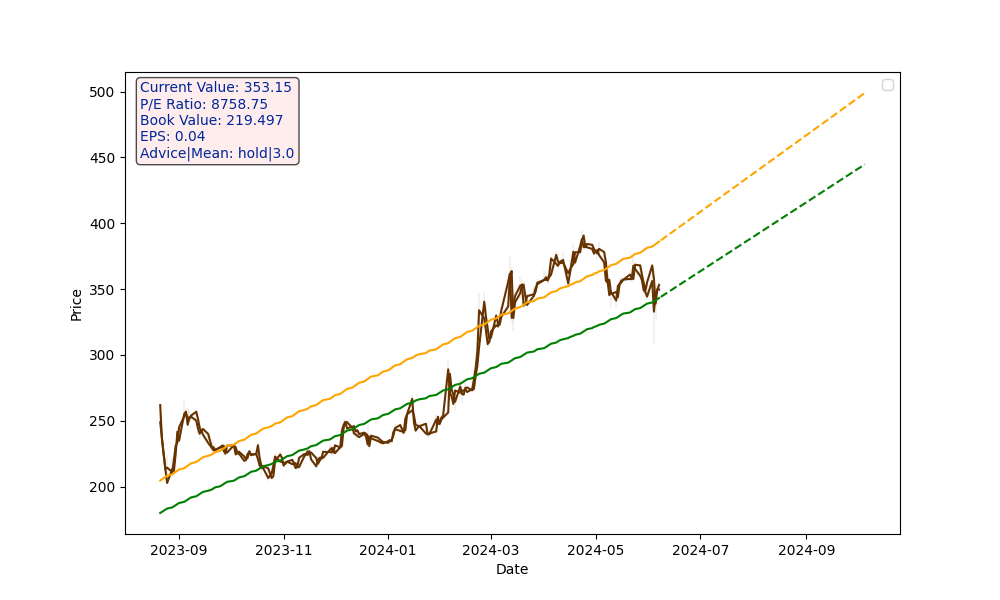 Current Value: 353.15
P/E Ratio: 8758.75
Book Value: 219.497
EPS: 0.04
Advice|Mean: hold|3.0
500
450
400
350
300
250
200
Price
2023-09 2023-11 2024-01 2024-03 2024-05 2024-07 2024-09
Date